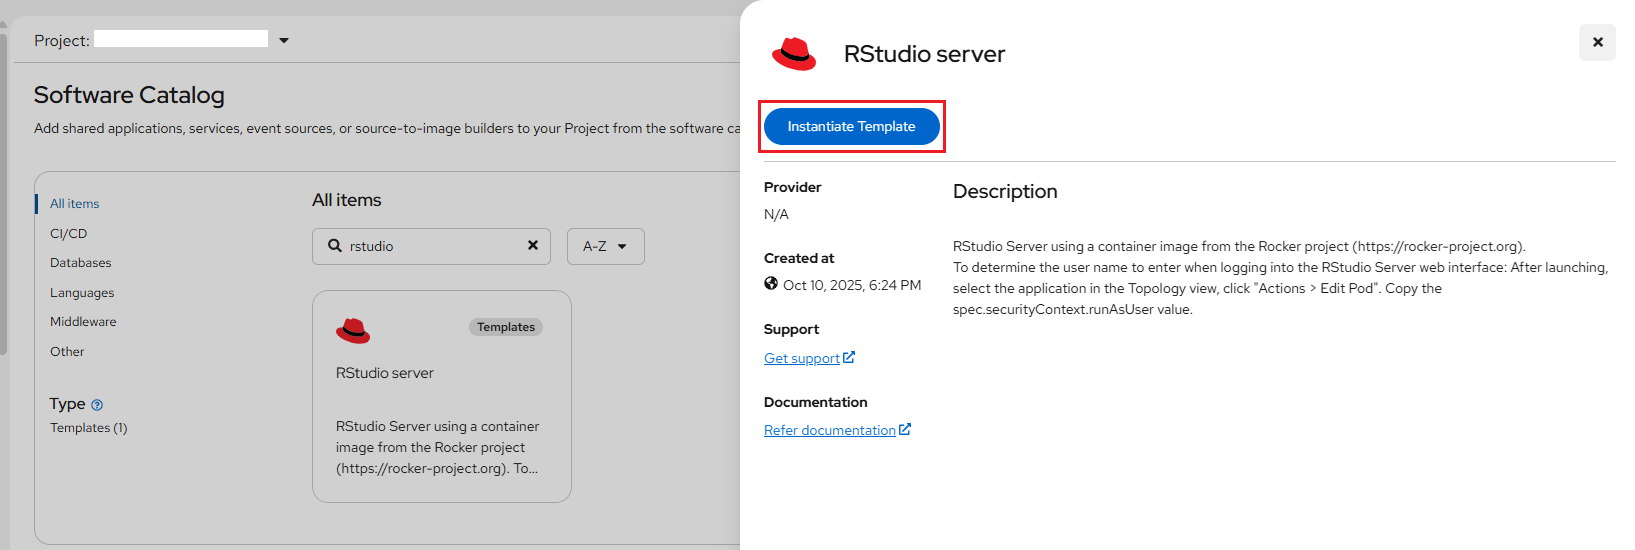 Project:
Software Catalog
Add shared applications, services, event sources, or source-to-image builders to your Project from the software ca
All items
CI/CD
Databases
Languages
Middleware
Other
Type
Templates (1)
All items
rstudio
A-Z
Templates
RStudio server
RStudio Server using a container
image from the Rocker project
(https://rocker-project.org). To...
RStudio server
Instantiate Template
Provider
N/A
Created at
Oct 10, 2025, 6:24 PM
Support
Get support
Documentation
Refer documentation
Description
RStudio Server using a container image from the Rocker project (https://rocker-project.org).
To determine the user name to enter when logging into the RStudio Server web interface: After launching,
select the application in the Topology view, click "Actions > Edit Pod". Copy the
spec.securityContext.runAsUser value.